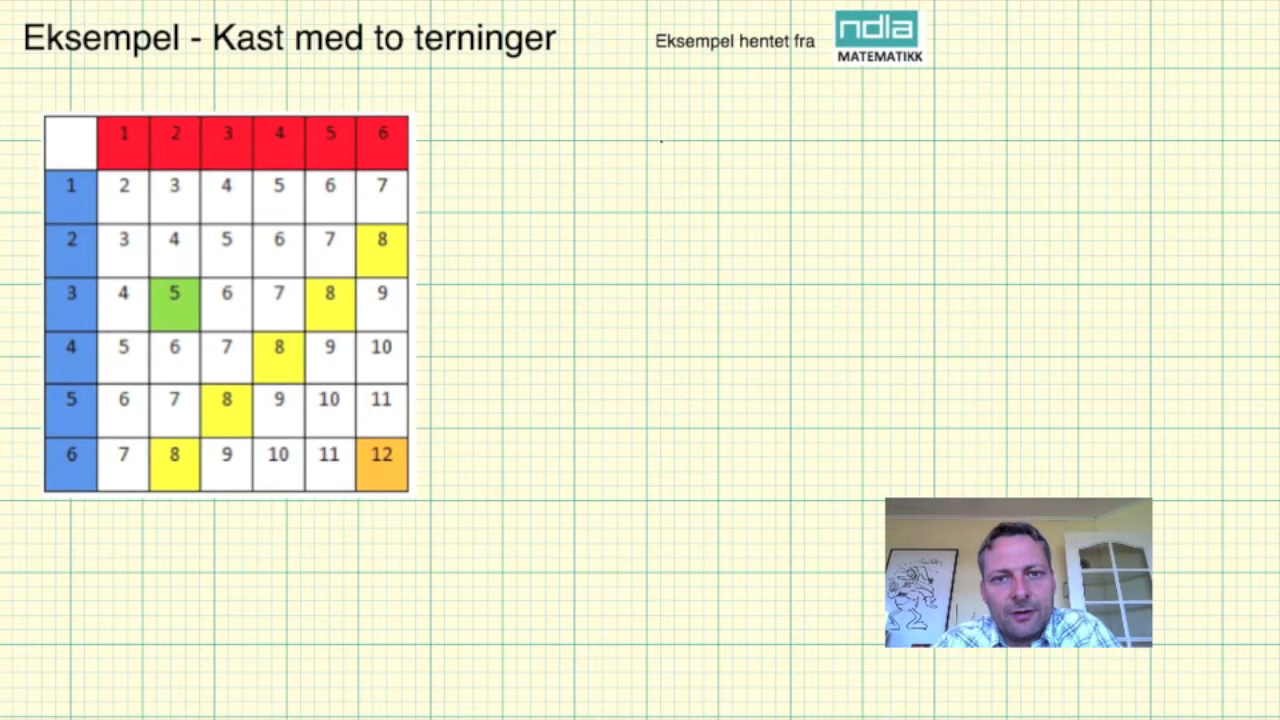 Eksempel - Kast med to terninger
Eksempel hentet fra
ndla
MATEMATIKK
1 2 3 4 5 6
1 2 3 4 5 6 7
2 3 4 5 6 7 8
3 4 5 6 7 8 9
4 5 6 7 8 9 10
5 6 7 8 9 10 11
6 7 8 9 10 11 12